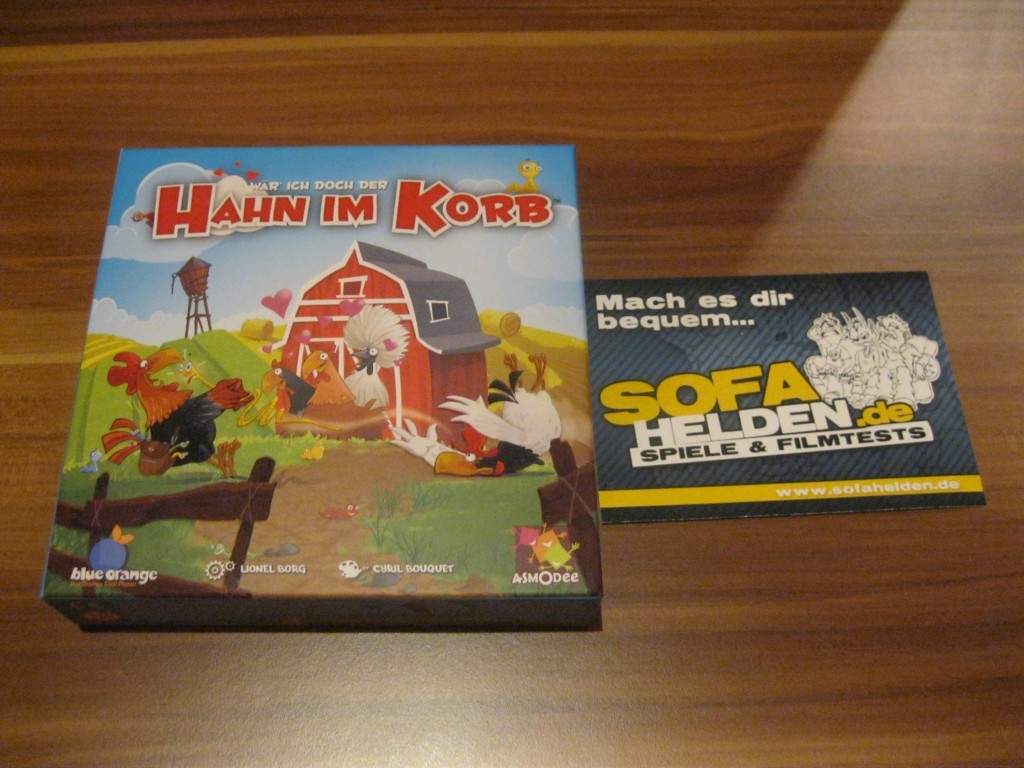 WÄR' ICH DOCH DER
HAHN IM KORB™
blue orange
LIONEL BORG
CYRIL BOUQUET
ASMODEE
Mach es dir
bequem...
SOFA
HELDEN.de
SPIELE & FILMTESTS
www.sofahelden.de